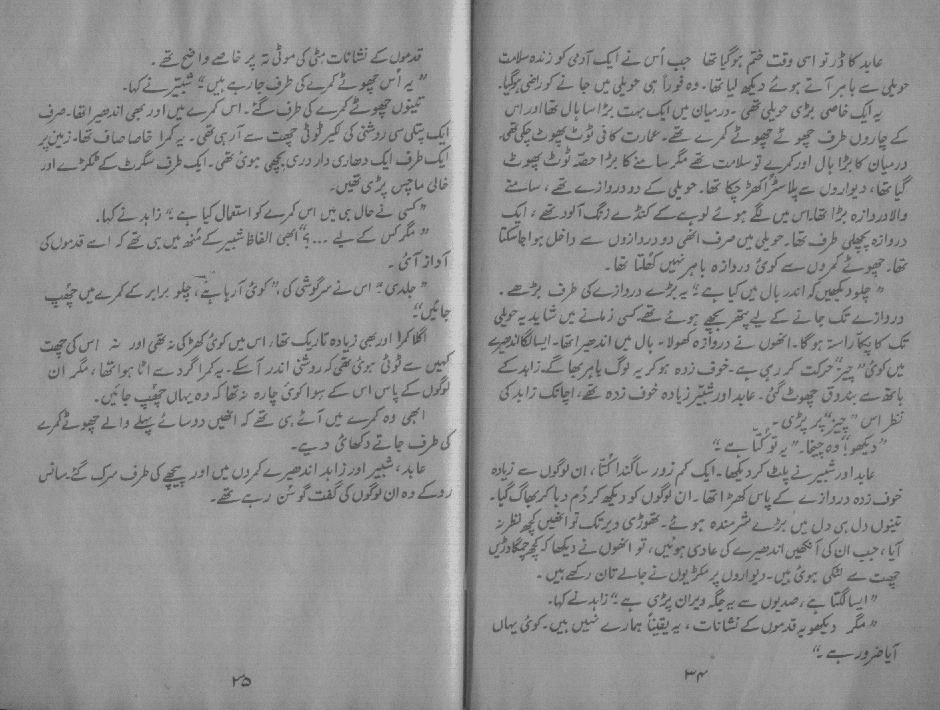 عابد کا ڈر تو اسی وقت ختم ہو گیا تھا جب اُس نے ایک آدمی کو زندہ سلامت
حویلی سے باہر آتے ہوئے دیکھ لیا تھا۔ وہ فوراً ہی حویلی میں جانے کو راضی ہوگیا۔
یہ ایک خاصی بڑی حویلی تھی۔ درمیان میں ایک بہت بڑا سا ہال تھا اور اس
کے چاروں طرف چھوٹے چھوٹے کمرے تھے۔ عمارت کافی ٹوٹ پھوٹ چکی تھی۔
درمیان کا بڑا ہال اور کمرے تو سلامت تھے مگر سامنے کا بڑا حصّہ ٹوٹ پھوٹ
گیا تھا، دیواروں سے پلاسٹر اکھڑ چکا تھا۔ حویلی کے دو دروازے تھے، سامنے
والا دروازہ بڑا تھا، اس میں لگے ہوئے لوہے کے کنڈے زنگ آلود تھے، ایک
دروازہ پچھلی طرف تھا۔ حویلی میں صرف انھی دو دروازوں سے داخل ہوا جا سکتا
تھا۔ چھوٹے کمروں سے کوئی دروازہ باہر نہیں کھُلتا تھا۔
”چلو دیکھیں کہ اندر ہال میں کیا ہے۔“ یہ بڑے دروازے کی طرف بڑھے۔
دروازے تک جانے کے لیے پتھر بچھے ہوئے تھے۔ کسی زمانے میں شاید یہ حویلی
تک کا پکا راستہ ہو گا۔ انھوں نے دروازہ کھولا۔ ہال میں اندھیرا تھا۔ ایسا لگا اندھیرے
میں کوئی ”چیز“ حرکت کر رہی ہے۔ خوف زدہ ہو کر یہ لوگ باہر بھاگے، زاہد کے
ہاتھ سے بندوق چھوٹ گئی۔ عابد اور شبّیر زیادہ خوف زدہ تھے، اچانک زاہد کی
نظر اس ”چیز“ پر پڑی۔
”دیکھو!“ وہ چیخا۔ ”یہ تو کُتّا ہے۔“
عابد اور شبیر نے پلٹ کر دیکھا۔ ایک کم زور سا گندا کُتّا، ان لوگوں سے زیادہ
خوف زدہ دروازے کے پاس کھڑا تھا۔ ان لوگوں کو دیکھ کر دُم دبا کر بھاگ گیا۔
تینوں دل ہی دل میں بڑے شرمندہ ہوئے۔ تھوڑی دیر تک تو انھیں کچھ نظر نہ
آیا، جب ان کی آنکھیں اندھیرے کی عادی ہوئیں، تو انھوں نے دیکھا کہ کچھ چمگادڑیں
چھت سے لٹکی ہوئی ہیں۔ دیواروں پر مکڑیوں نے جالے تان رکھے ہیں۔
”ایسا لگتا ہے، صدیوں سے یہ جگہ ویران پڑی ہے۔“ زاہد نے کہا۔
”مگر دیکھو یہ قدموں کے نشانات، یہ یقیناً ہمارے نہیں ہیں۔ کوئی یہاں
آیا ضرور ہے۔“
۳۴
قدموں کے نشانات مٹی کی موٹی تہ پر خاصے واضح تھے۔
”یہ اُس چھوٹے کمرے کی طرف جا رہے ہیں۔“ شبیّر نے کہا۔
تینوں چھوٹے کمرے کی طرف گئے۔ اس کمرے میں اور بھی اندھیرا تھا۔ صرف
ایک پتلی سی روشنی کی لکیر ٹوٹی چھت سے آ رہی تھی۔ یہ کمرا خاصا صاف تھا۔ زمین پر
ایک طرف ایک دھاری دار دری بچھی ہوئی تھی۔ ایک طرف سگرٹ کے ٹکڑے اور
خالی ماچس پڑی تھیں۔
”کسی نے حال ہی میں اس کمرے کو استعمال کیا ہے۔“ زاہد نے کہا۔
”مگر کس کے لیے ...؟“ ابھی الفاظ شبیر کے مُنھ میں ہی تھے کہ اسے قدموں کی
آواز آئی۔
”جلدی۔“ اس نے سرگوشی کی، ”کوئی آ رہا ہے، چلو برابر کے کمرے میں چھُپ
جائیں۔“
اگلا کمرا اور بھی زیادہ تاریک تھا، اس میں کوئی کھڑکی نہ تھی اور نہ اس کی چھت
کہیں سے ٹوٹی ہوئی تھی کہ روشنی اندر آ سکے۔ یہ کمرا گرد سے اٹا ہوا تھا، مگر ان
لوگوں کے پاس اس کے سوا کوئی چارہ نہ تھا کہ وہ یہاں چھپ جائیں۔
ابھی وہ کمرے میں آئے ہی تھے کہ انھیں دو سائے پہلے والے چھوٹے کمرے
کی طرف جاتے دکھائی دیے۔
عابد، شبیر اور زاہد اندھیرے کمرں میں اور پیچھے کی طرف سرک گئے۔ سانس
روکے وہ ان لوگوں کی گفت گو سُن رہے تھے۔
۳۵